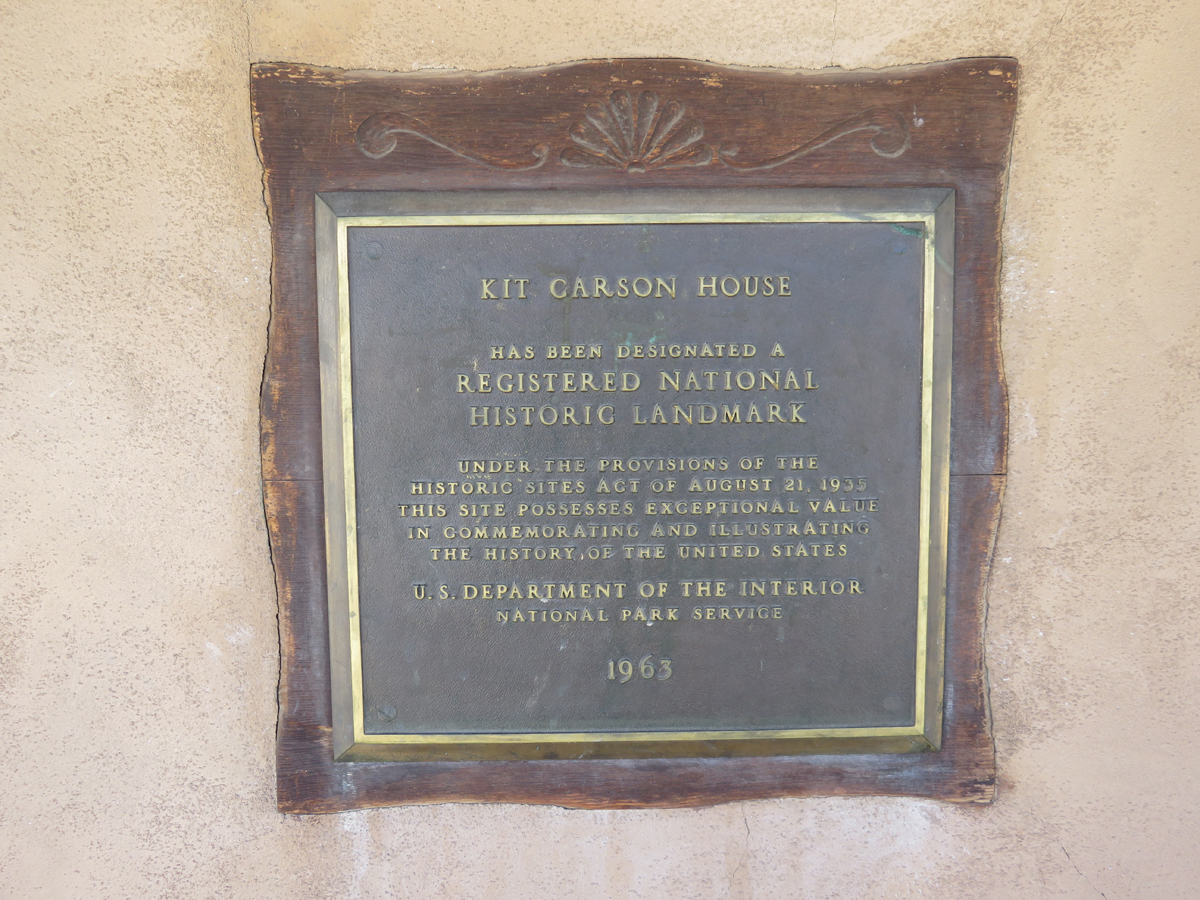 KIT CARSON HOUSE
HAS BEEN DESIGNATED A
REGISTERED NATIONAL
HISTORIC LANDMARK
UNDER THE PROVISIONS OF THE
HISTORIC SITES ACT OF AUGUST 21, 1935
THIS SITE POSSESSES EXCEPTIONAL VALUE
IN COMMEMORATING AND ILLUSTRATING
THE HISTORY OF THE UNITED STATES
U. S. DEPARTMENT OF THE INTERIOR
NATIONAL PARK SERVICE
1963